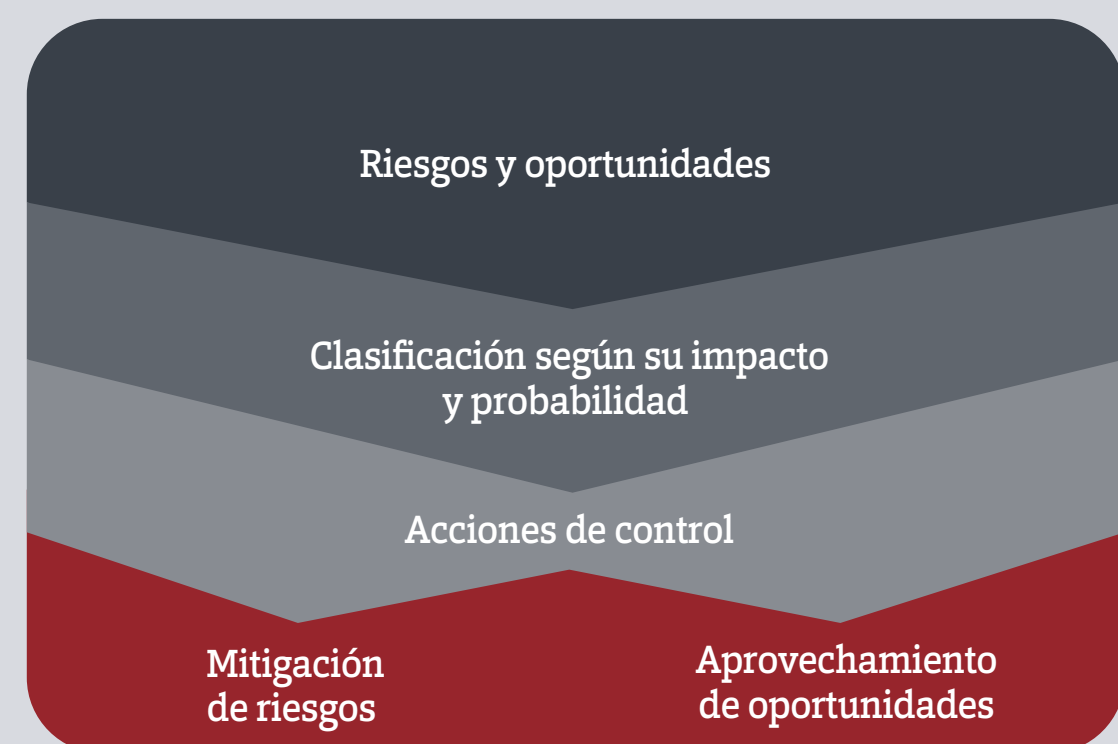 Riesgos y oportunidades
Clasificación según su impacto
y probabilidad
Acciones de control
Mitigación
de riesgos
Aprovechamiento
de oportunidades